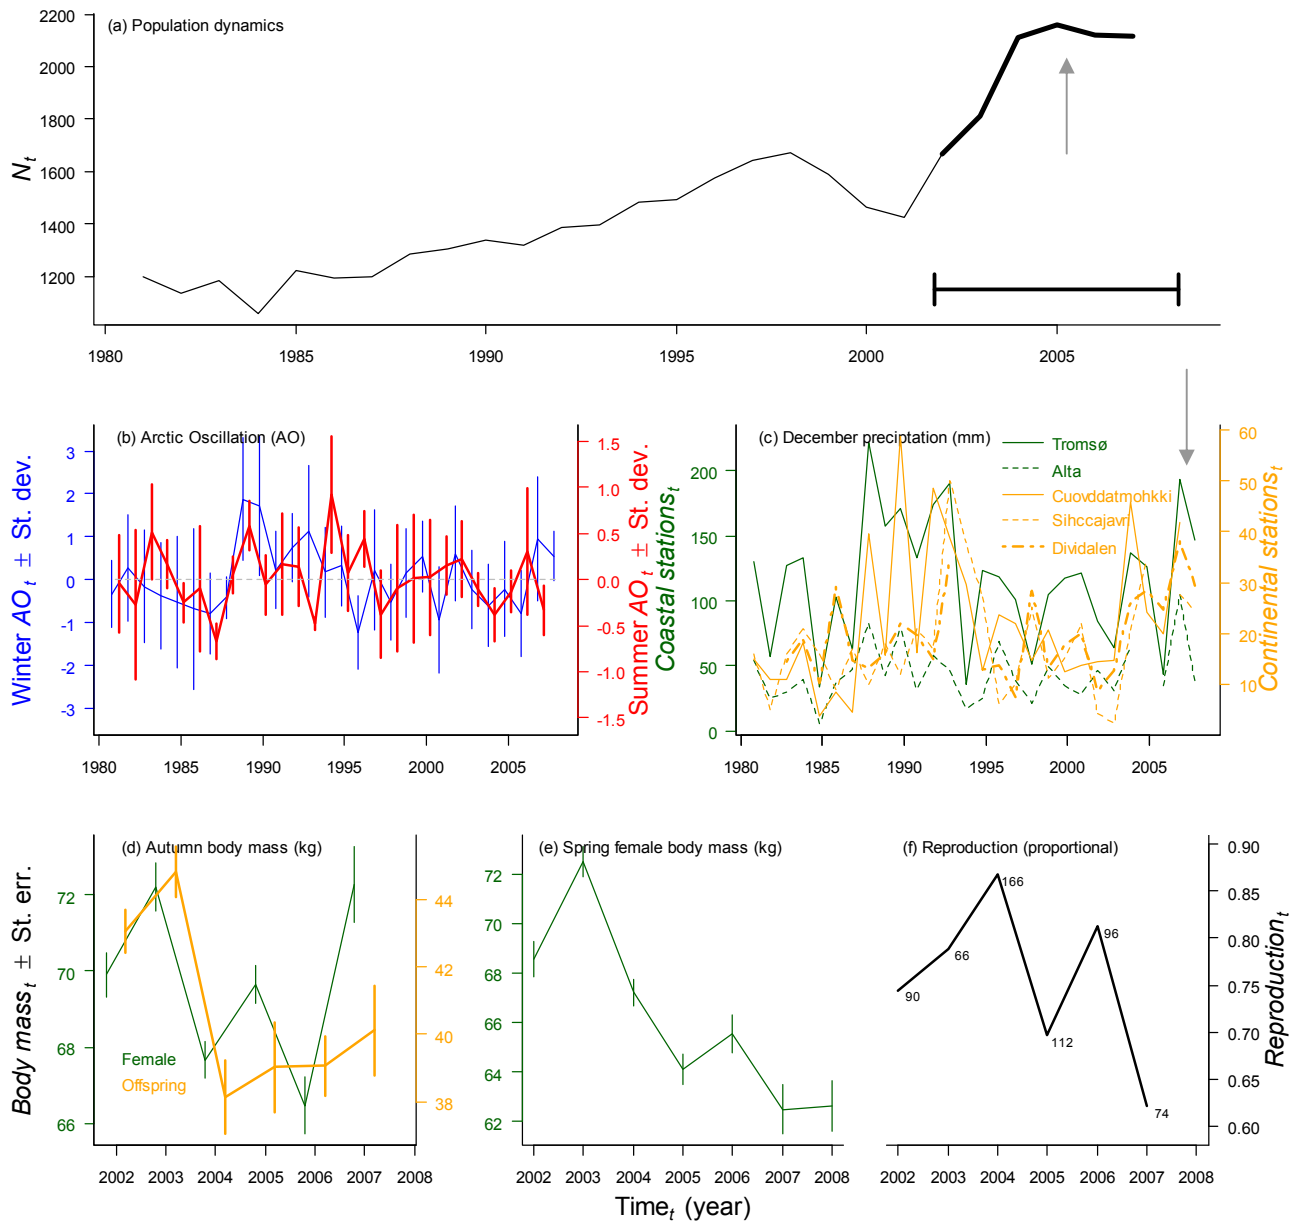 (a) Population dynamics
N_t
2200
2000
1800
1600
1400
1200
1980 1985 1990 1995 2000 2005
(b) Arctic Oscillation (AO)
Winter AO_t ± St. dev.
3
2
1
0
-1
-2
-3
1.5
1.0
0.5
0.0
-0.5
-1.0
-1.5
Summer AO_t ± St. dev.
1980 1985 1990 1995 2000 2005
(c) December preciptation (mm)
Coastal stations_t
200
150
100
50
0
Tromsø
Alta
Cuovddatmohkki
Sihccajavri
Dividalen
60
50
40
30
20
10
Continental stations_t
1980 1985 1990 1995 2000 2005
(d) Autumn body mass (kg)
Body mass_t ± St. err.
72
70
68
66
Female
Offspring
44
42
40
38
2002 2003 2004 2005 2006 2007 2008
(e) Spring female body mass (kg)
72
70
68
66
64
62
2002 2003 2004 2005 2006 2007 2008
(f) Reproduction (proportional)
90
66
166
112
96
74
0.90
0.85
0.80
0.75
0.70
0.65
0.60
Reproduction_t
2002 2003 2004 2005 2006 2007 2008
Time_t (year)